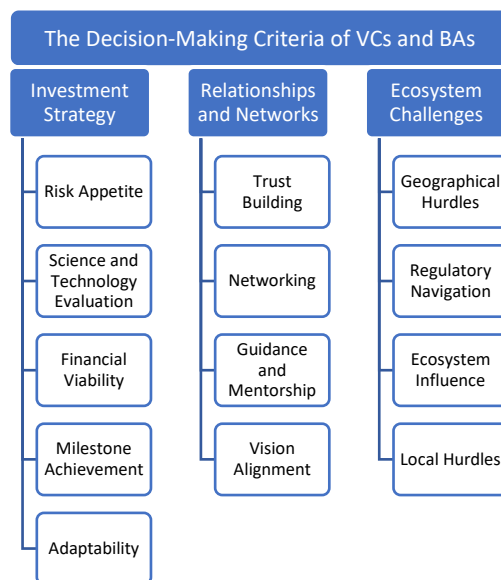 The Decision-Making Criteria of VCs and BAs
Investment
Strategy
Risk Appetite
Science and
Technology
Evaluation
Financial
Viability
Milestone
Achievement
Adaptability
Relationships
and Networks
Trust
Building
Networking
Guidance
and
Mentorship
Vision
Alignment
Ecosystem
Challenges
Geographical
Hurdles
Regulatory
Navigation
Ecosystem
Influence
Local Hurdles